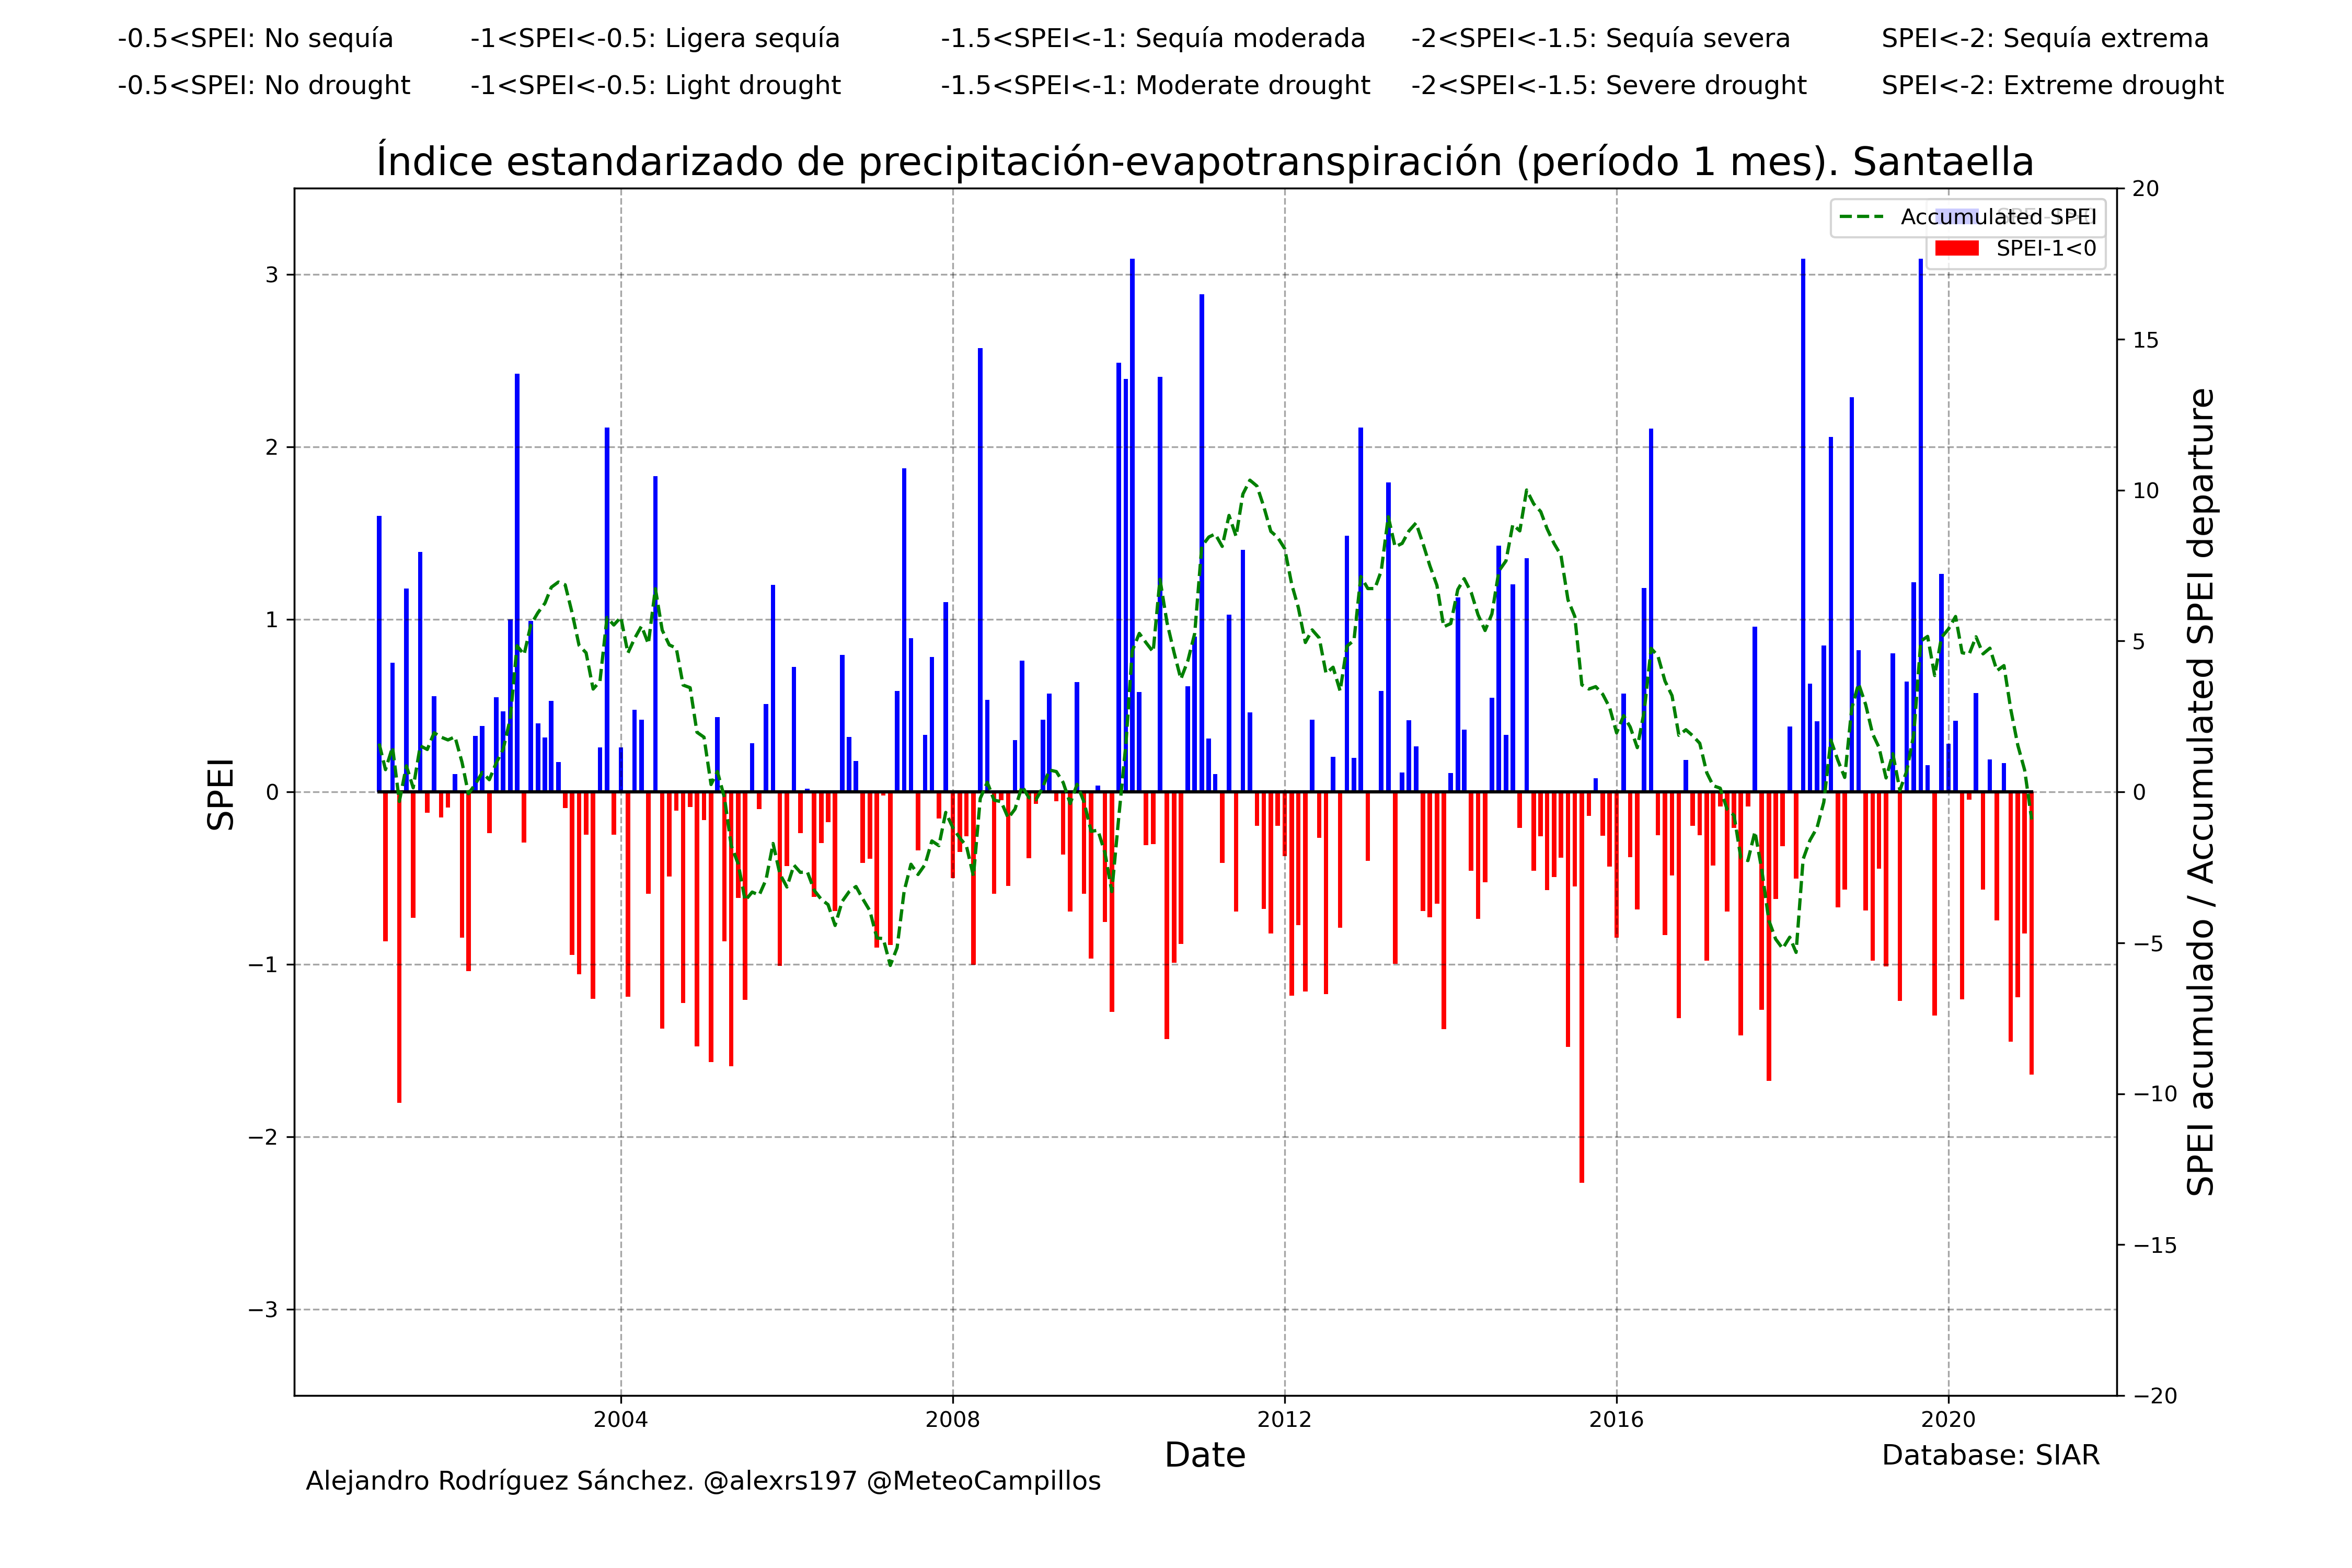 -0.5<SPEI: No sequía -1<SPEI<-0.5: Ligera sequía -1.5<SPEI<-1: Sequía moderada -2<SPEI<-1.5: Sequía severa SPEI<-2: Sequía extrema
-0.5<SPEI: No drought -1<SPEI<-0.5: Light drought -1.5<SPEI<-1: Moderate drought -2<SPEI<-1.5: Severe drought SPEI<-2: Extreme drought
Índice estandarizado de precipitación-evapotranspiración (período 1 mes). Santaella
Accumulated SPEI
SPEI-1<0
SPEI
3
2
1
0
−1
−2
−3
20
15
10
5
0
−5
−10
−15
−20
SPEI acumulado / Accumulated SPEI departure
2004 2008 2012 2016 2020
Date
Database: SIAR
Alejandro Rodríguez Sánchez. @alexrs197 @MeteoCampillos